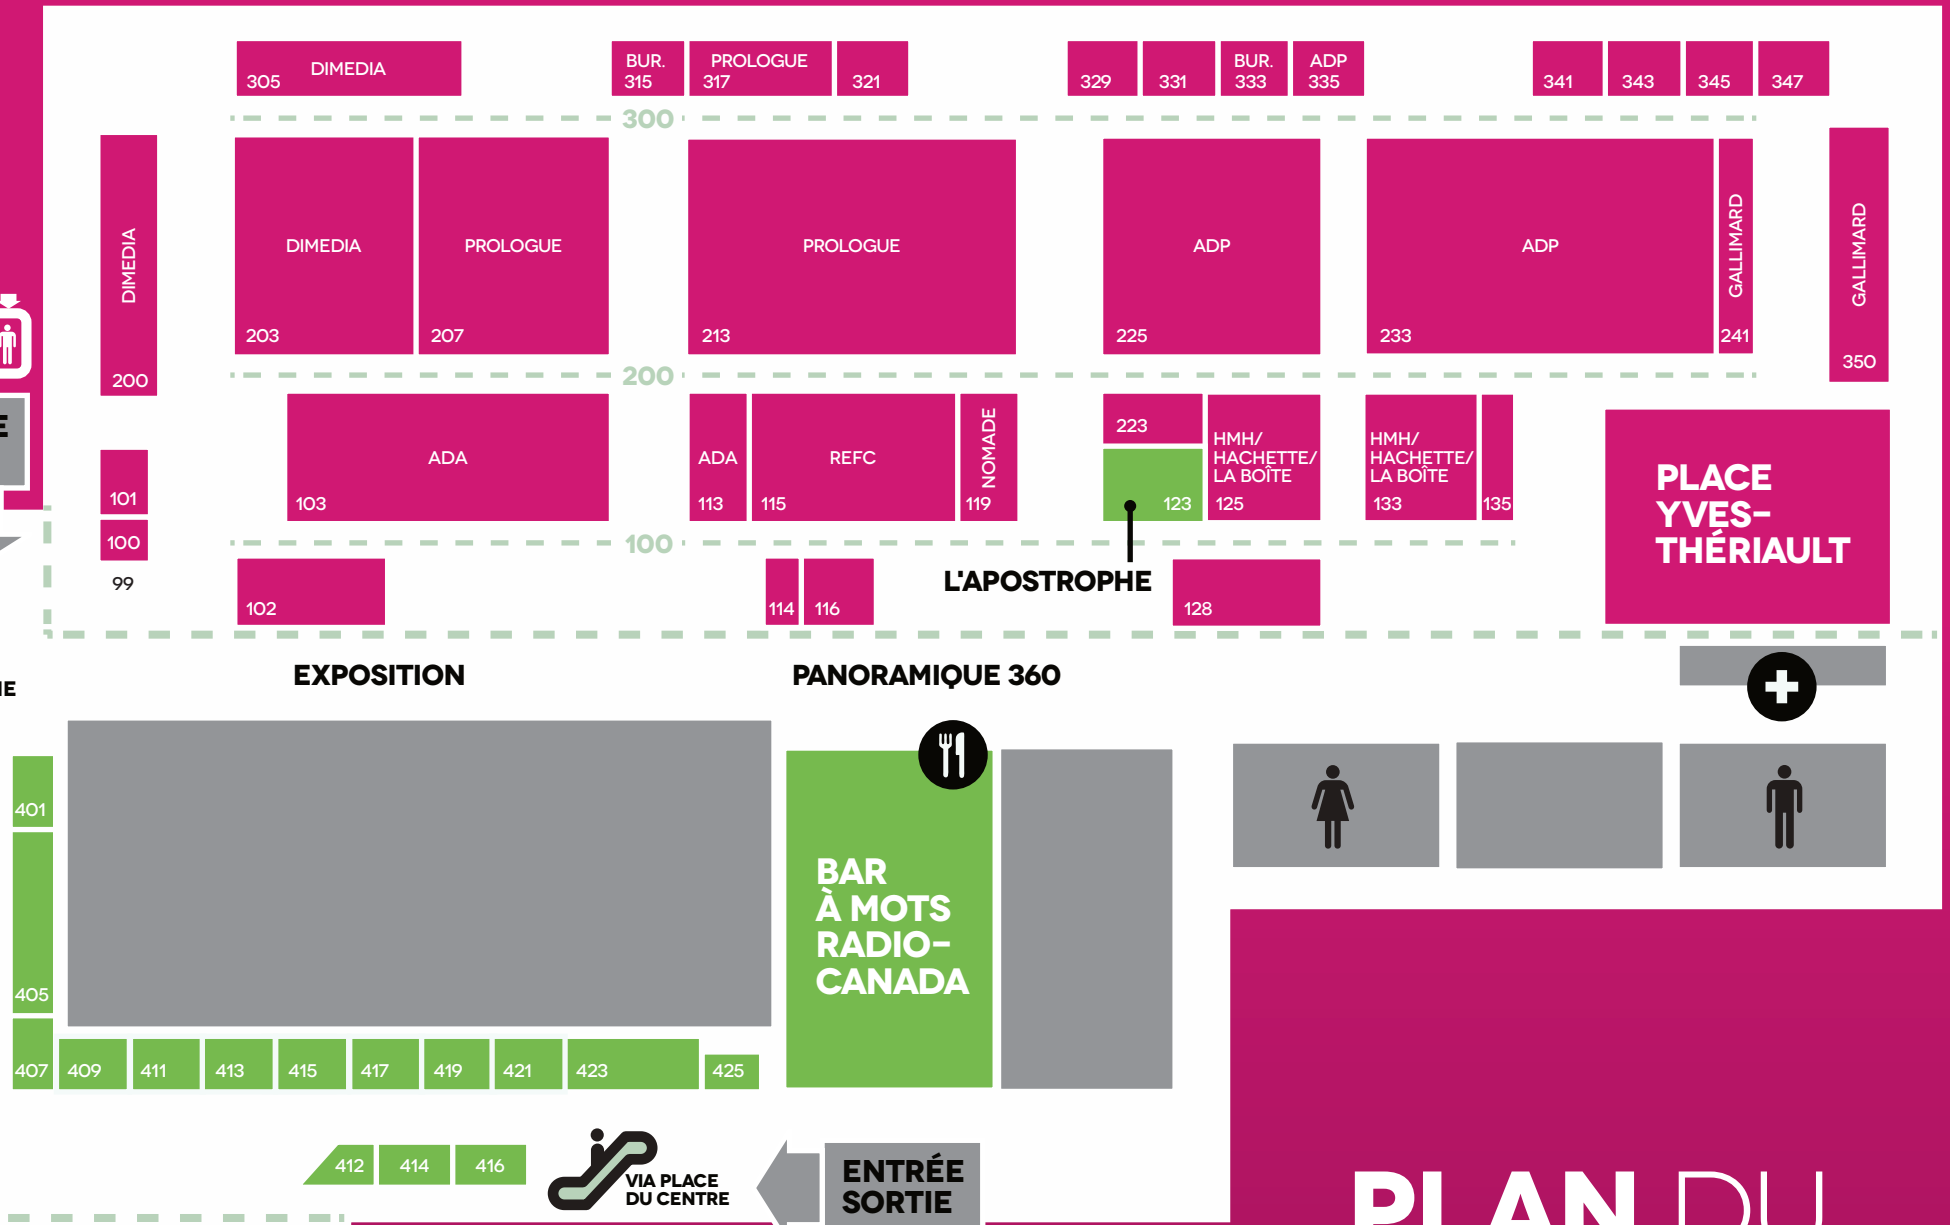 DIMEDIA
305
BUR.
315
PROLOGUE
317
321
329
331
BUR.
333
ADP
335
341
343
345
347
300
DIMEDIA
200
DIMEDIA
203
PROLOGUE
207
PROLOGUE
213
ADP
225
ADP
233
GALLIMARD
241
GALLIMARD
350
200
101
100
99
ADA
103
ADA
113
REFC
115
NOMADE
119
223
123
HMH/
HACHETTE/
LA BOÎTE
125
HMH/
HACHETTE/
LA BOÎTE
133
135
PLACE
YVES-
THÉRIAULT
100
L'APOSTROPHE
102
114
116
128
EXPOSITION
PANORAMIQUE 360
401
405
407
409
411
413
415
417
419
421
423
425
BAR
À MOTS
RADIO-
CANADA
412
414
416
VIA PLACE
DU CENTRE
ENTRÉE
SORTIE
PLAN DU